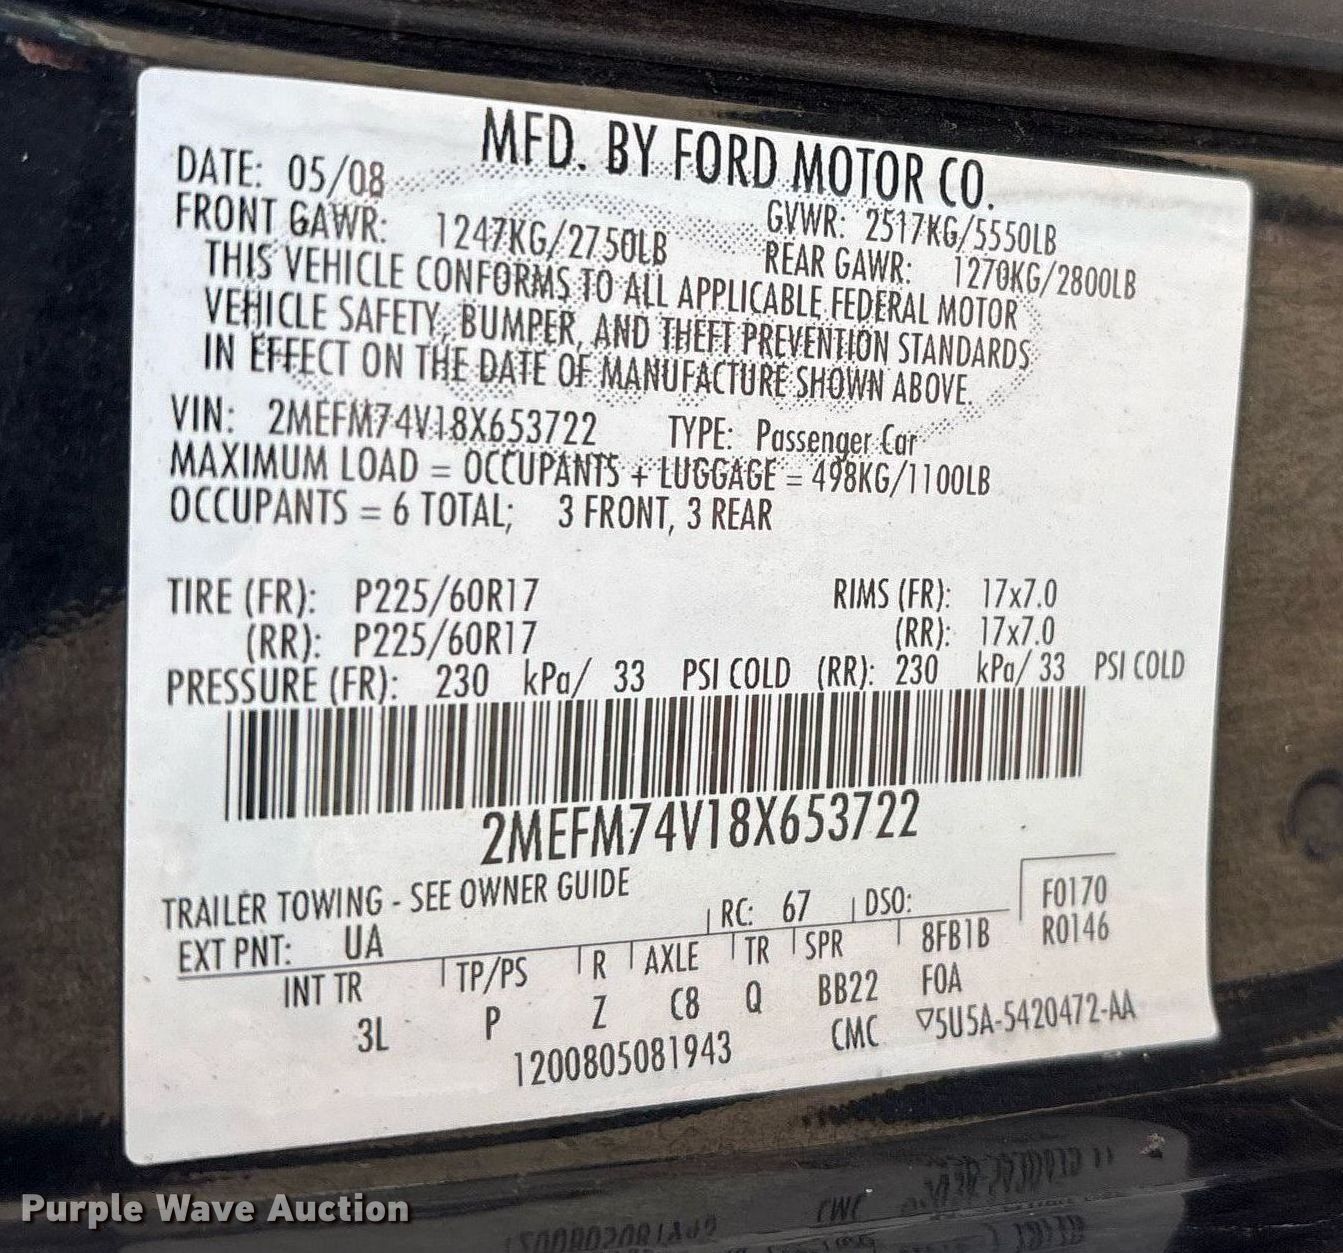 MFD. BY FORD MOTOR CO.
DATE: 05/08 GVWR: 2517KG/5550LB
FRONT GAWR: 1247KG/2750LB REAR GAWR: 1270KG/2800LB
THIS VEHICLE CONFORMS TO ALL APPLICABLE FEDERAL MOTOR
VEHICLE SAFETY, BUMPER, AND THEFT PREVENTION STANDARDS
IN EFFECT ON THE DATE OF MANUFACTURE SHOWN ABOVE.
VIN: 2MEFM74V18X653722 TYPE: Passenger Car
MAXIMUM LOAD = OCCUPANTS + LUGGAGE = 498KG/1100LB
OCCUPANTS = 6 TOTAL; 3 FRONT, 3 REAR
TIRE (FR): P225/60R17 RIMS (FR): 17x7.0
(RR): P225/60R17 (RR): 17x7.0
PRESSURE (FR): 230 kPa/ 33 PSI COLD (RR): 230 kPa/ 33 PSI COLD
2MEFM74V18X653722
TRAILER TOWING - SEE OWNER GUIDE
EXT PNT: UA RC: 67 DSO: F0170
INT TR TP/PS R AXLE TR SPR 8FB1B R0146
3L P Z C8 Q BB22 FOA
1200805081943 CMC ▽5U5A-5420472-AA
Purple Wave Auction